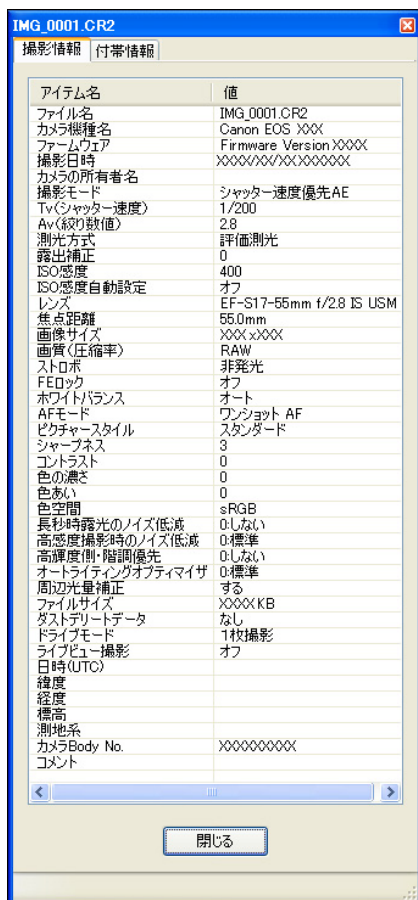 IMG_0001.CR2
撮影情報 付帯情報
アイテム名 値
ファイル名 IMG_0001.CR2
カメラ機種名 Canon EOS XXX
ファームウェア Firmware Version XXXX
撮影日時 XXXX/XX/XX XXXXXX
カメラの所有者名
撮影モード シャッター速度優先AE
Tv(シャッター速度) 1/200
Av(絞り数値) 2.8
測光方式 評価測光
露出補正 0
ISO感度 400
ISO感度自動設定 オフ
レンズ EF-S17-55mm f/2.8 IS USM
焦点距離 55.0mm
画像サイズ XXX xXXX
画質(圧縮率) RAW
ストロボ 非発光
FEロック オフ
ホワイトバランス オート
AFモード ワンショット AF
ピクチャースタイル スタンダード
シャープネス 3
コントラスト 0
色の濃さ 0
色あい 0
色空間 sRGB
長秒時露光のノイズ低減 0:しない
高感度撮影時のノイズ低減 0:標準
高輝度側・階調優先 0:しない
オートライティングオプティマイザ 0:標準
周辺光量補正 する
ファイルサイズ XXXXKB
ダストデリートデータ なし
ドライブモード 1枚撮影
ライブビュー撮影 オフ
日時(UTC)
緯度
経度
標高
測地系
カメラBody No. XXXXXXXXX
コメント
閉じる